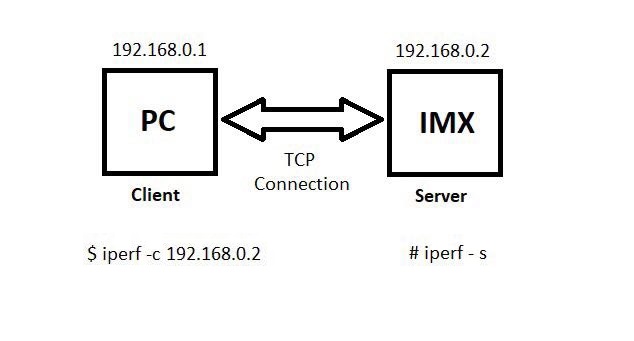 192.168.0.1
192.168.0.2
PC
IMX
TCP
Connection
Client
Server
$ iperf -c 192.168.0.2
# iperf - s